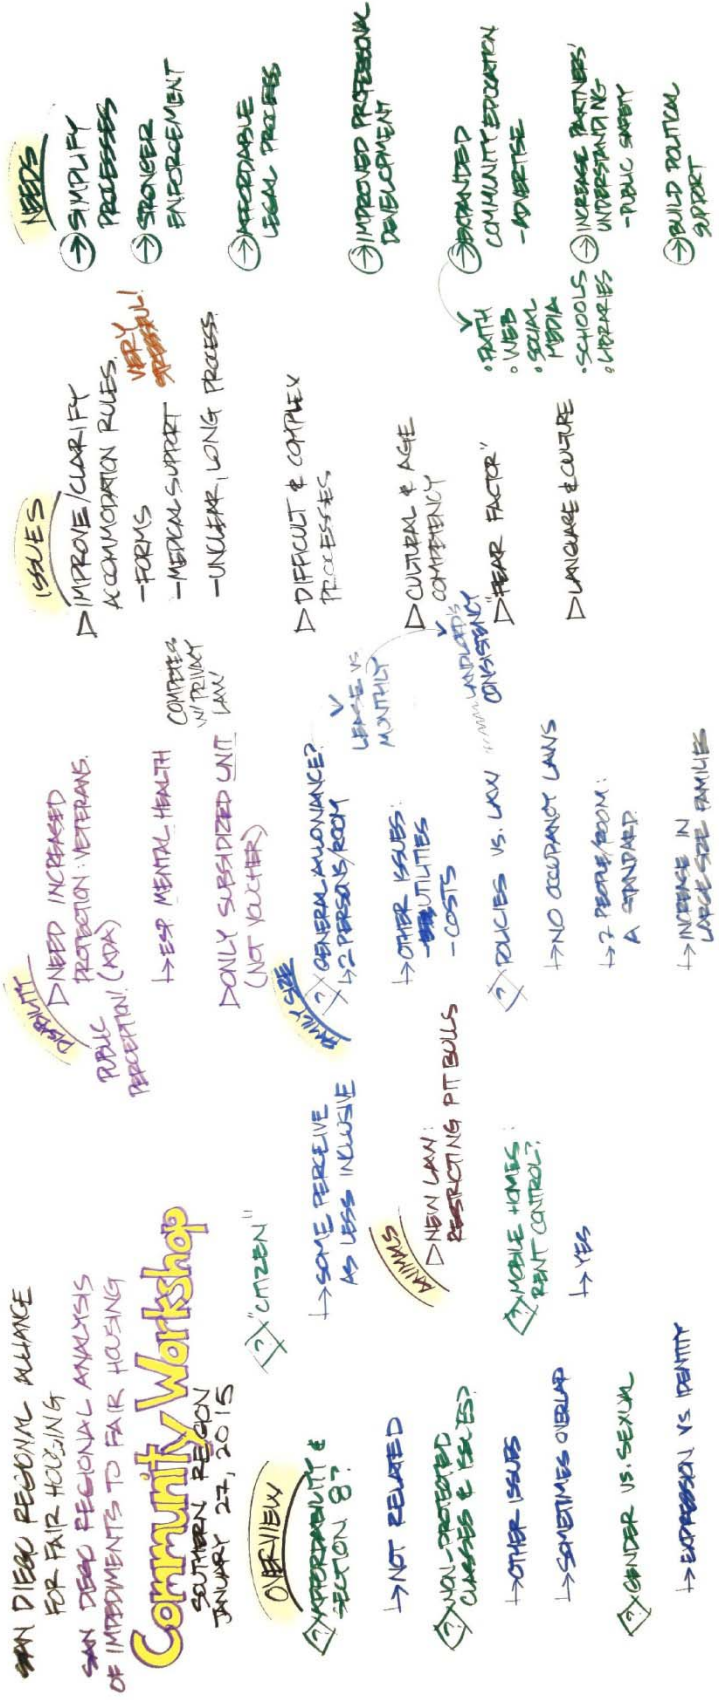 SAN DIEGO REGIONAL ALLIANCE
FOR FAIR HOUSING
SAN DIEGO REGIONAL ANALYSIS
OF IMPEDIMENTS TO FAIR HOUSING
Community Workshop
SOUTHERN REGION
JANUARY 27, 2015
OVERVIEW
? AFFORDABILITY &
SECTION 8?
↳ NOT RELATED
? NON-PROTECTED
CLASSES & ISSUES?
↳ OTHER ISSUES
↳ SOMETIMES OVERLAP
? GENDER VS. SEXUAL
↳ EXPRESSION VS IDENTITY
? "CITIZEN"
↳ SOME PERCEIVE
AS LESS INCLUSIVE
ANIMALS
▷ NEW LAW:
RESTRICTING PIT BULLS
? MOBILE HOMES:
RENT CONTROL?
↳ YES
DISABILITY
▷ NEED INCREASED
PROTECTION: VETERANS.
PUBLIC
PERCEPTION! (ADA)
↳ ESP. MENTAL HEALTH
▷ ONLY SUBSIDIZED UNIT
(NOT VOUCHER)
FAMILY SIZE
? GENERAL ALLOWANCE?
↳ 2 PERSONS/ROOM
LEASE VS
MONTHLY
↳ OTHER ISSUES:
- UTILITIES
- COSTS
? POLICIES VS. LAW
LANDLORD'S
CONSISTENCY
↳ NO OCCUPANCY LAWS
↳ 2 PEOPLE/ROOM:
A STANDARD.
↳ INCREASE IN
LARGE SIZE FAMILIES
ISSUES
▷ IMPROVE/CLARIFY
ACCOMMODATION RULES.
- FORMS
VERY
STRESSFUL!
- MEDICAL SUPPORT
COMPETES
W/ PRIVACY
LAW
- UNCLEAR, LONG PROCESS.
▷ DIFFICULT & COMPLEX
PROCESSES
▷ CULTURAL & AGE
COMPETENCY
▷ "FEAR FACTOR"
▷ LANGUAGE & CULTURE
NEEDS
→ SIMPLIFY
PROCESSES
→ STRONGER
ENFORCEMENT
→ AFFORDABLE
LEGAL PROCESS
→ IMPROVED PROFESSIONAL
DEVELOPMENT
→ EXPANDED
COMMUNITY EDUCATION
- ADVERTISE
• FAITH
• WEB
• SOCIAL
MEDIA
• SCHOOLS
• LIBRARIES
→ INCREASE PARTNERS'
UNDERSTANDING
- PUBLIC SAFETY
→ BUILD POLITICAL
SUPPORT